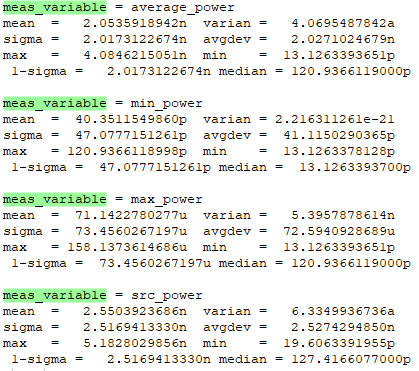 meas_variable = average_power
mean = 2.0535918942n varian = 4.0695487842a
sigma = 2.0173122674n avgdev = 2.0271024679n
max = 4.0846215051n min = 13.1263393651p
1-sigma = 2.0173122674n median = 120.9366119000p
meas_variable = min_power
mean = 40.3511549860p varian = 2.216311261e-21
sigma = 47.0777151261p avgdev = 41.1150290365p
max = 120.9366118998p min = 13.1263378128p
1-sigma = 47.0777151261p median = 13.1263393700p
meas_variable = max_power
mean = 71.1422780277u varian = 5.3957878614n
sigma = 73.4560267197u avgdev = 72.5940928689u
max = 158.1373614686u min = 13.1263393651p
1-sigma = 73.4560267197u median = 120.9366119000p
meas_variable = src_power
mean = 2.5503923686n varian = 6.3349936736a
sigma = 2.5169413330n avgdev = 2.5274294850n
max = 5.1828029856n min = 19.6063391955p
1-sigma = 2.5169413330n median = 127.4166077000p